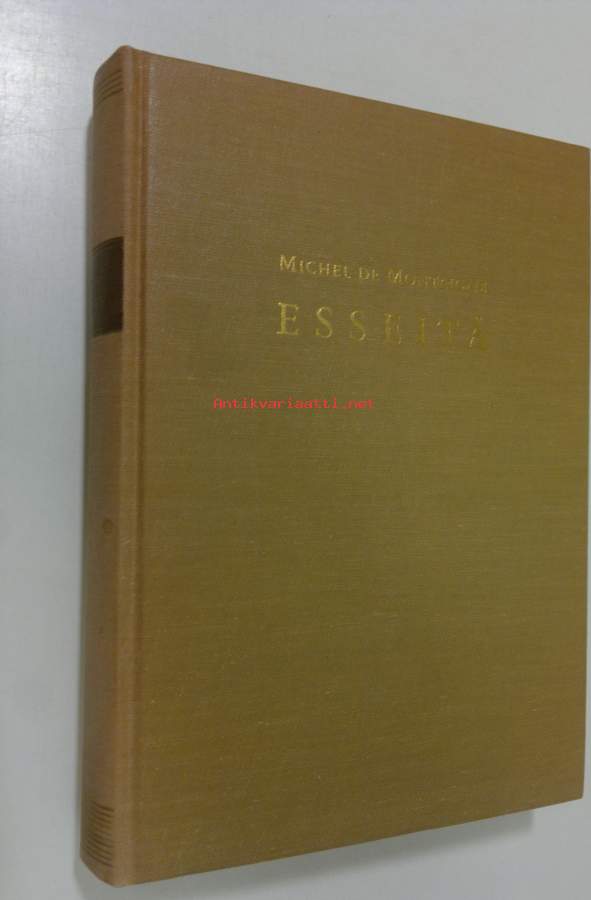 MICHEL DE MONTAIGNE
ESSEITÄ
Antikvariaatti.net